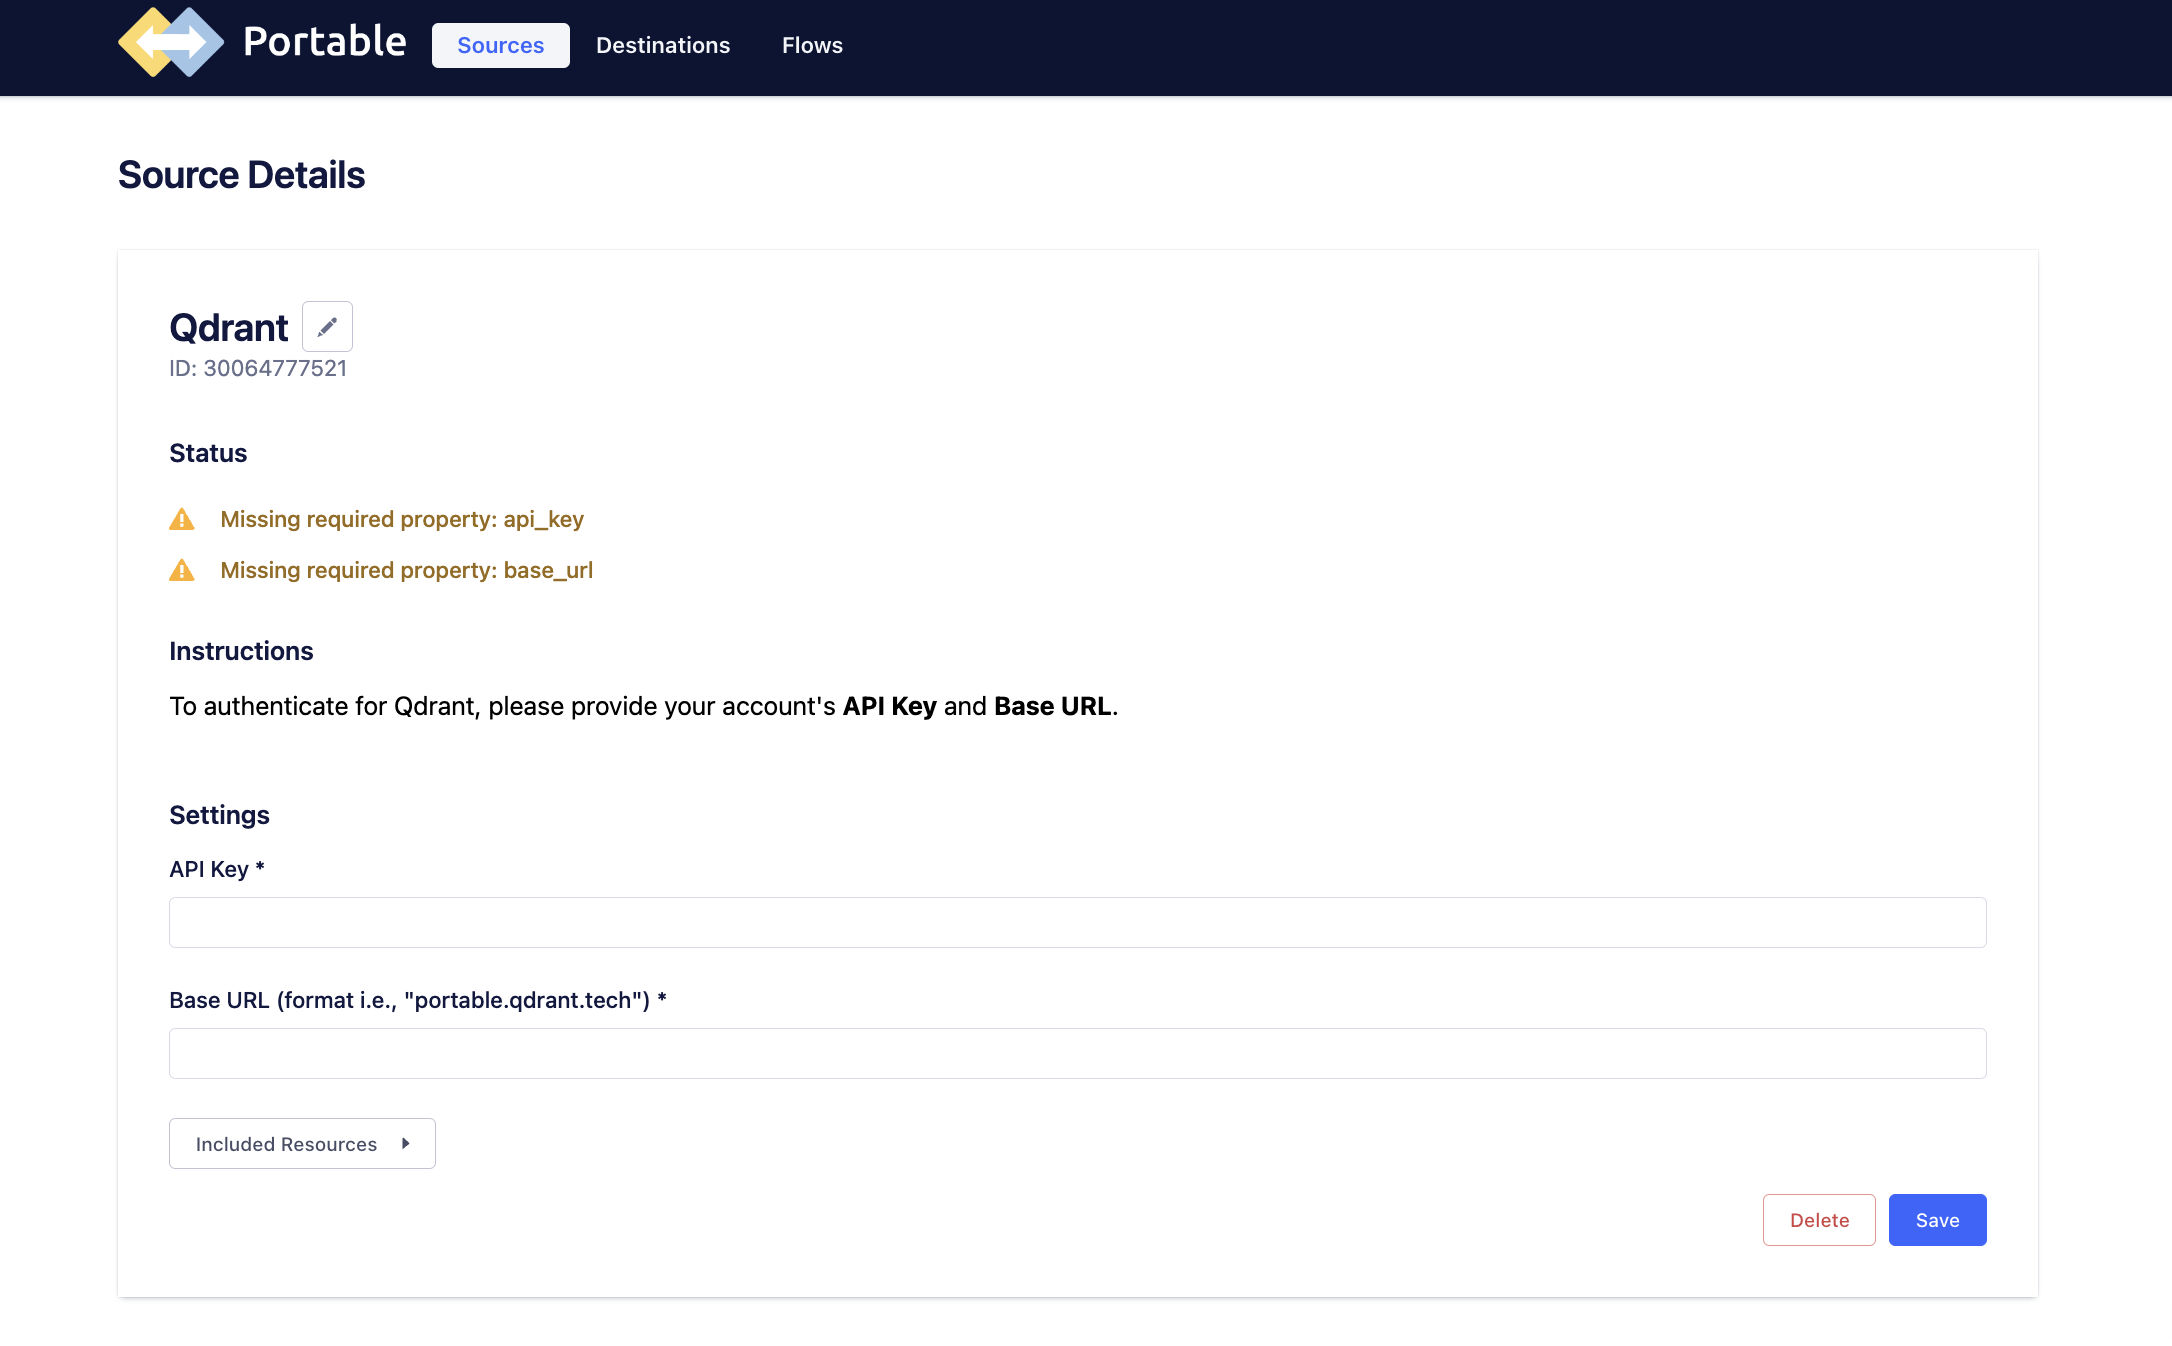 Portable
Sources
Destinations
Flows
Source Details
Qdrant
ID: 30064777521
Status
Missing required property: api_key
Missing required property: base_url
Instructions
To authenticate for Qdrant, please provide your account's API Key and Base URL.
Settings
API Key *
Base URL (format i.e., "portable.qdrant.tech") *
Included Resources
Delete
Save